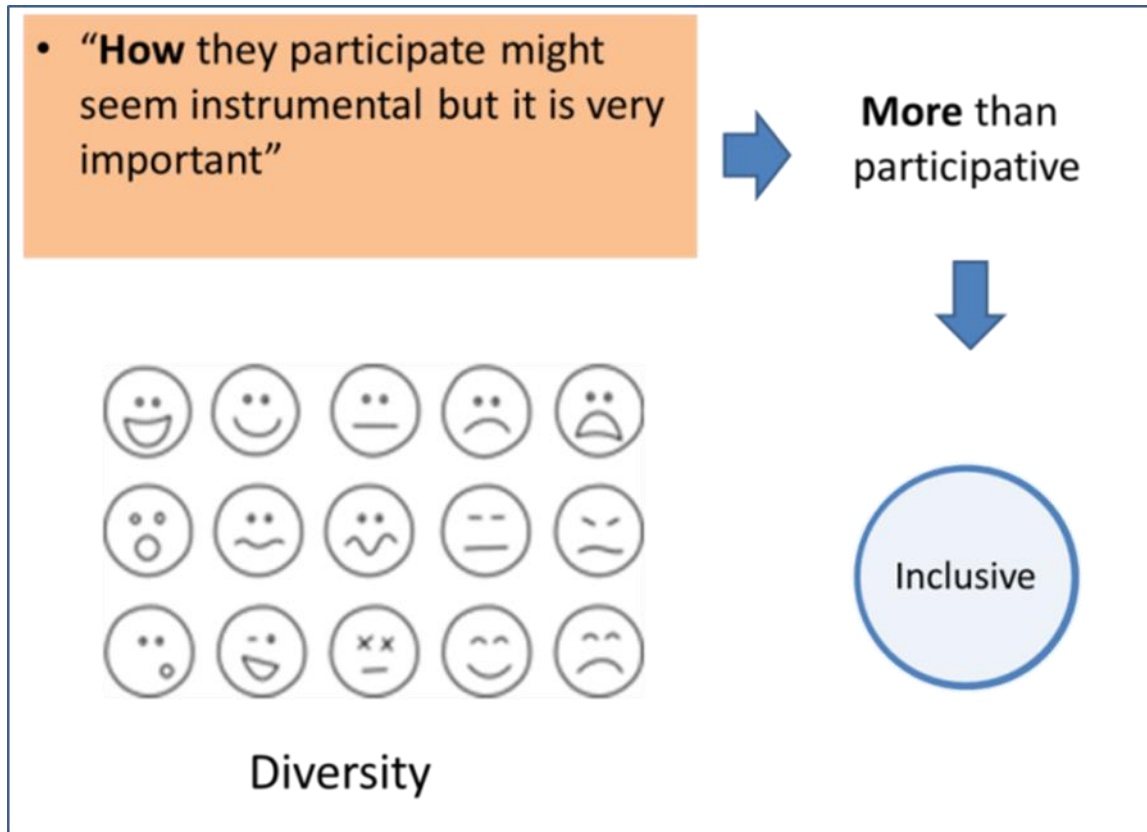 • “How they participate might
seem instrumental but it is very
important”
More than
participative
Inclusive
Diversity